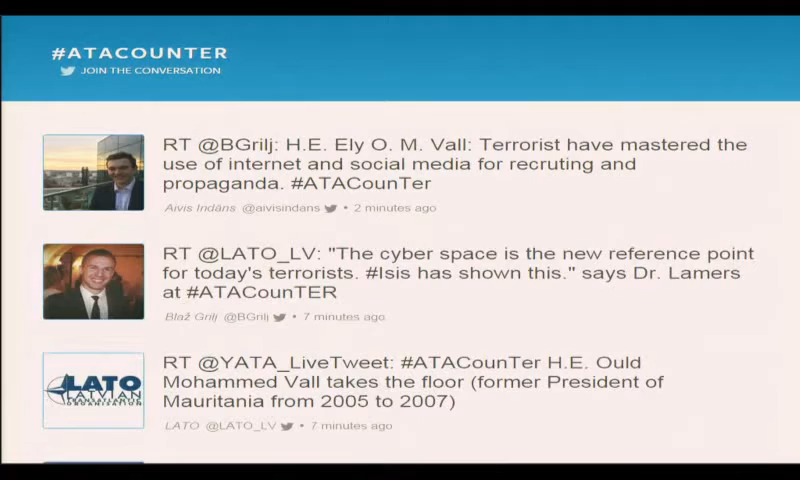 #ATACOUNTER
JOIN THE CONVERSATION
RT @BGrilj: H.E. Ely O. M. Vall: Terrorist have mastered the
use of internet and social media for recruting and
propaganda. #ATACounTer
Aivis Indāns @aivisindans • 2 minutes ago
RT @LATO_LV: "The cyber space is the new reference point
for today's terrorists. #Isis has shown this." says Dr. Lamers
at #ATACounTER
Blaž Grilj @BGrilj • 7 minutes ago
LATO
LATVIAN
TRANSATLANTIC
ORGANISATION
RT @YATA_LiveTweet: #ATACounTer H.E. Ould
Mohammed Vall takes the floor (former President of
Mauritania from 2005 to 2007)
LATO @LATO_LV • 7 minutes ago